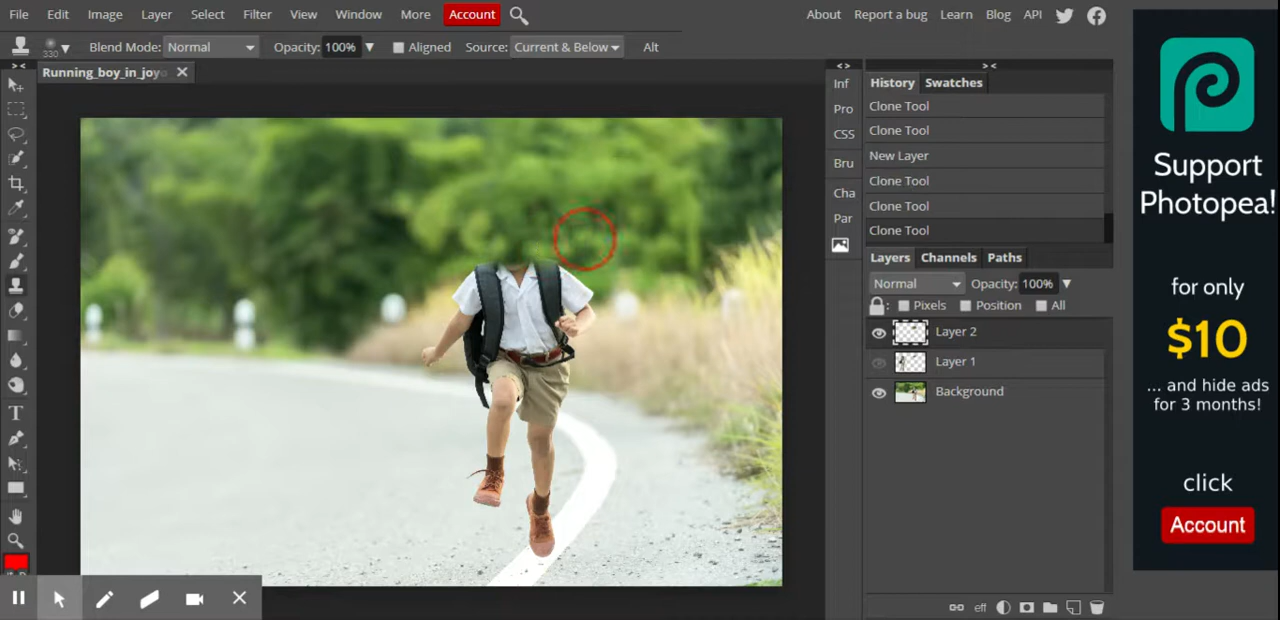 File Edit Image Layer Select Filter View Window More Account
About Report a bug Learn Blog API
330 Blend Mode: Normal Opacity: 100% Aligned Source: Current & Below Alt
> <
Running_boy_in_joyo
< >
> <
Inf
Pro
CSS
Bru
Cha
Par
History Swatches
Clone Tool
Clone Tool
New Layer
Clone Tool
Clone Tool
Clone Tool
Layers Channels Paths
Normal Opacity: 100%
: Pixels Position All
Layer 2
Layer 1
Background
eff
T
Support
Photopea!
for only
$10
... and hide ads
for 3 months!
click
Account